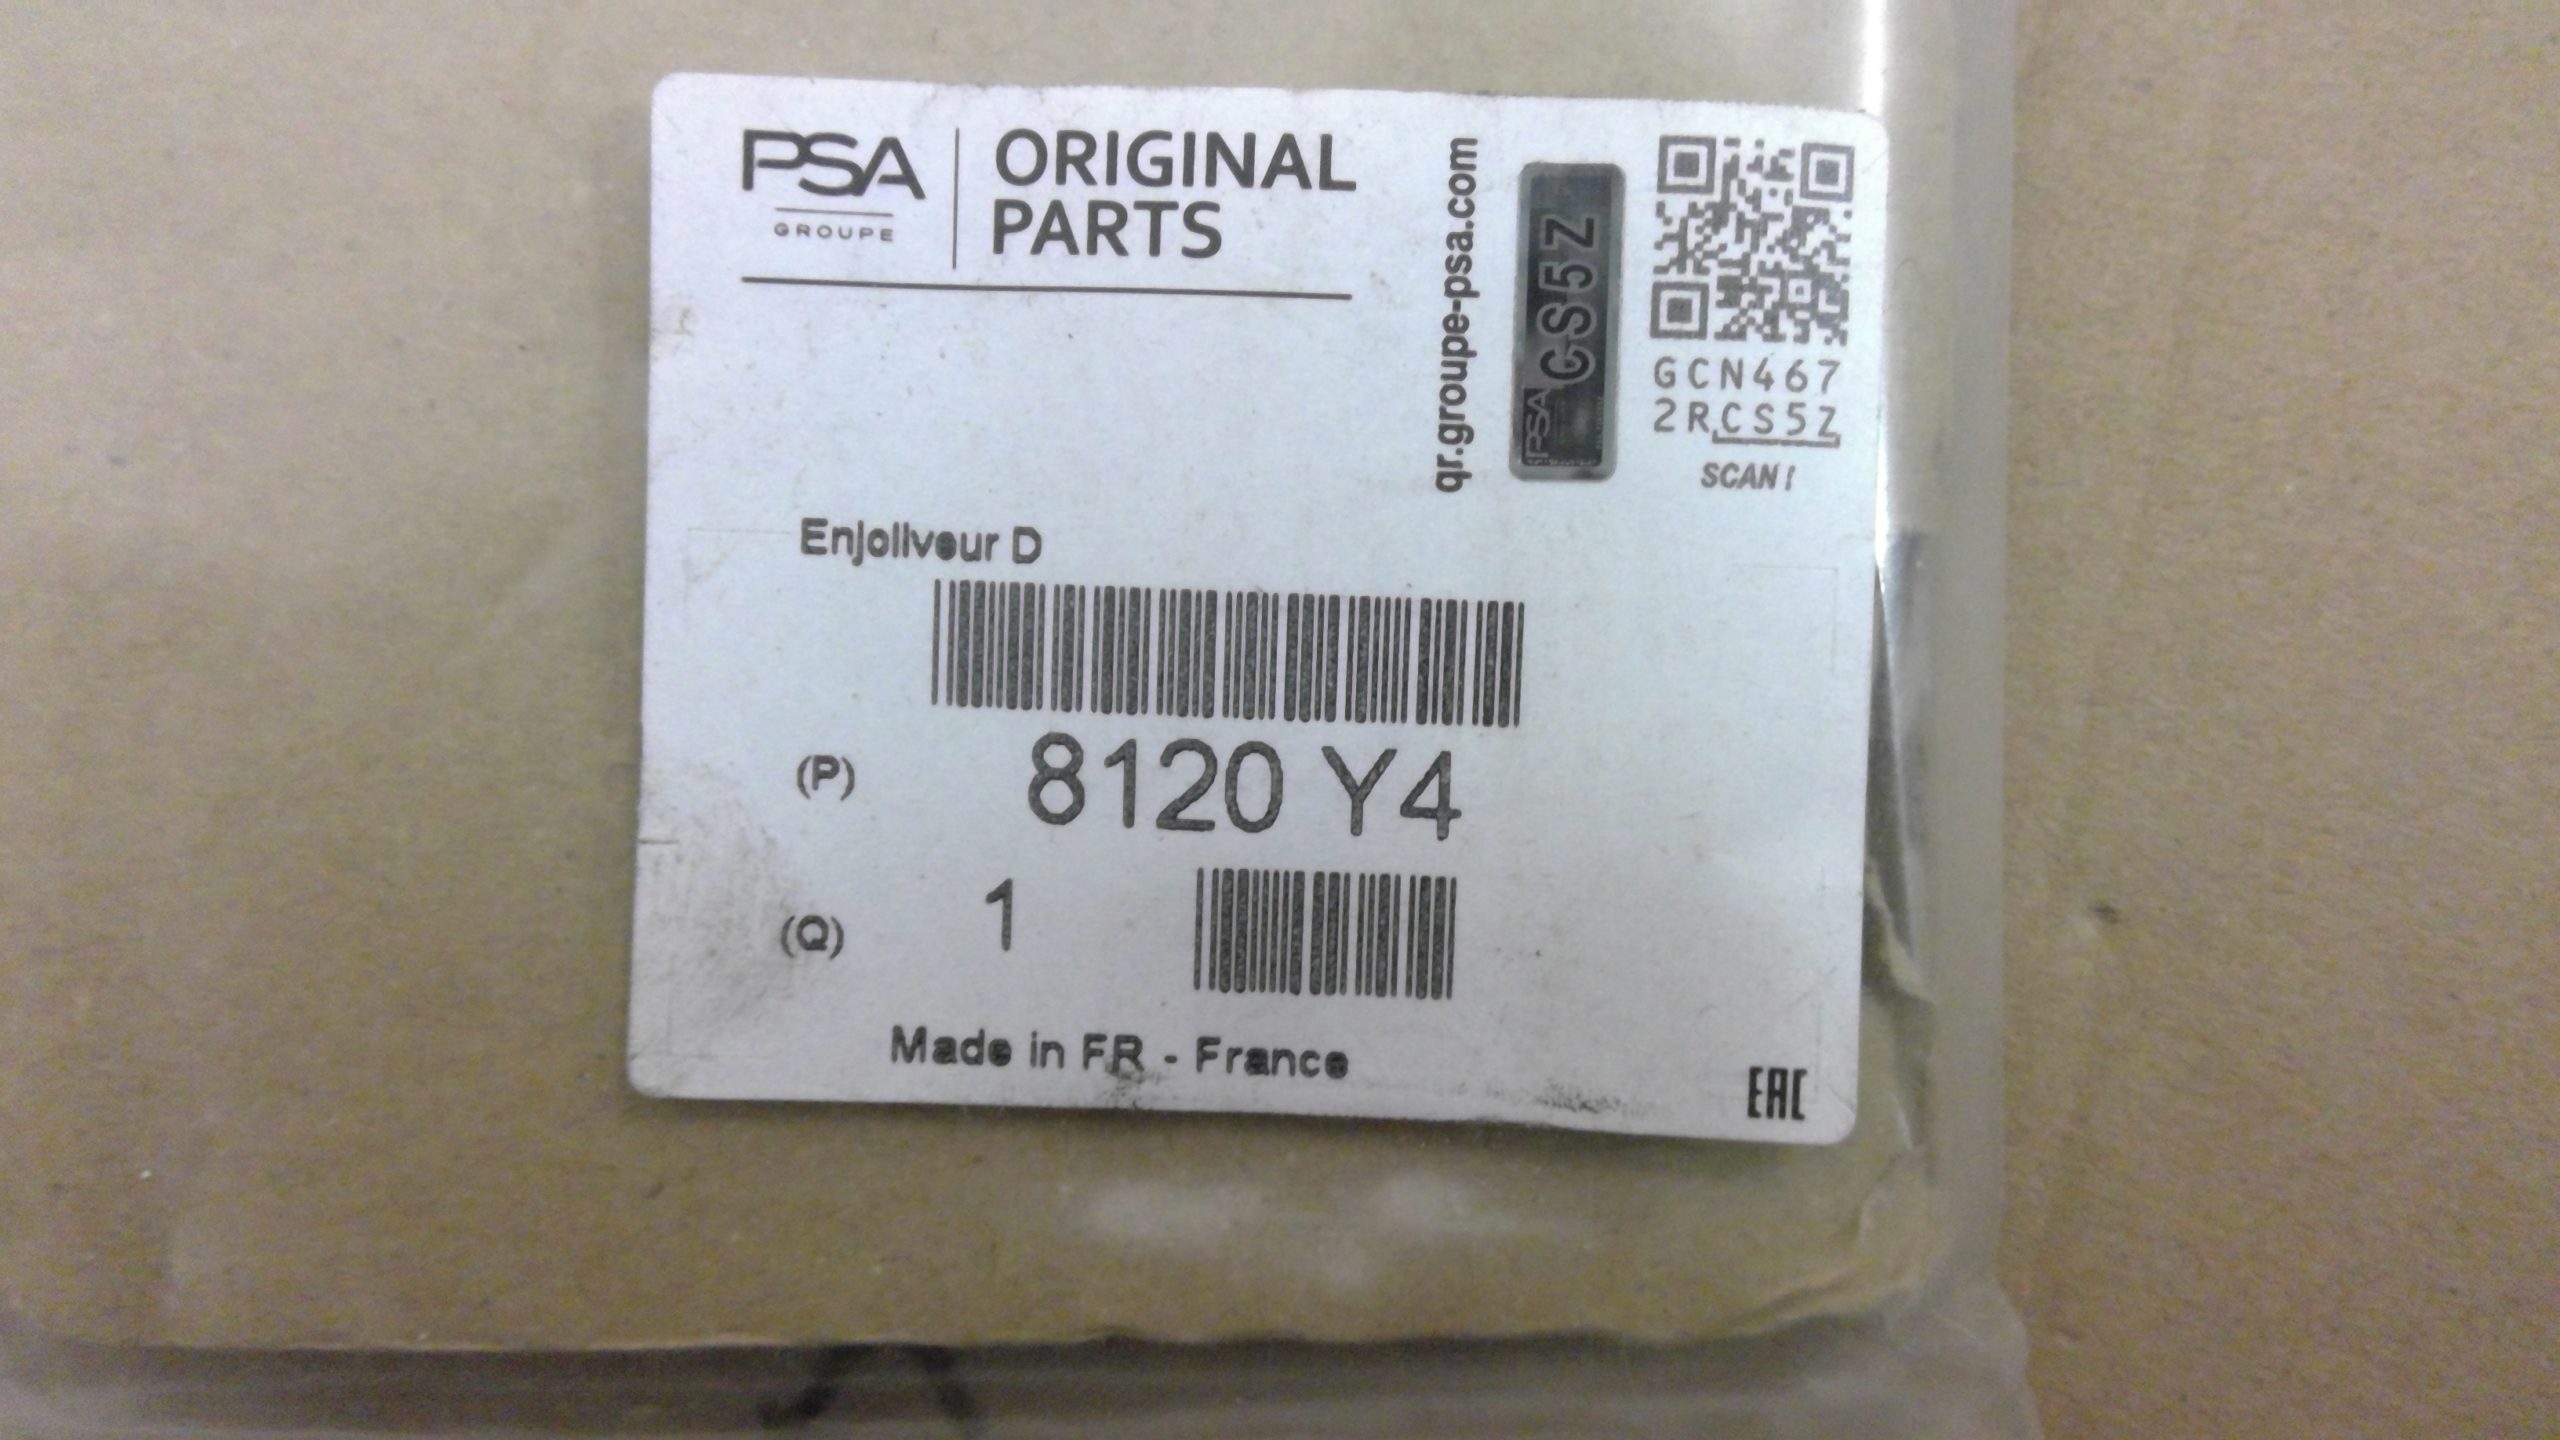 PSA
GROUPE
ORIGINAL
PARTS
qr.groupe-psa.com
PSA
CS5Z
GCN467
2RCS5Z
SCAN!
Enjoliveur D
(P) 8120 Y4
(Q) 1
Made in FR - France
EAC